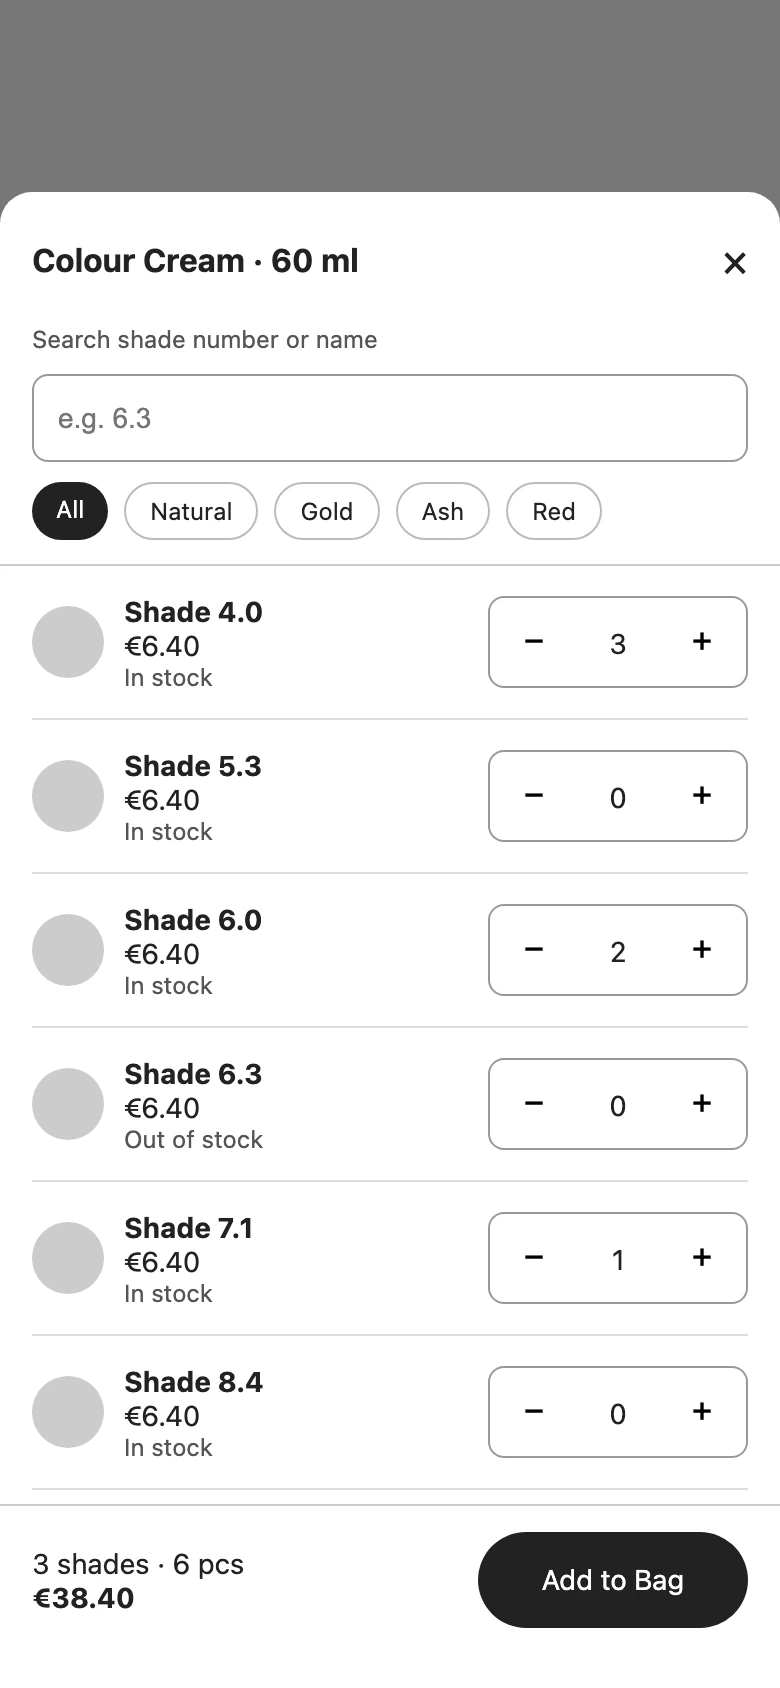 Colour Cream · 60 ml ×
Search shade number or name
e.g. 6.3
All Natural Gold Ash Red
Shade 4.0
€6.40
In stock
− 3 +
Shade 5.3
€6.40
In stock
− 0 +
Shade 6.0
€6.40
In stock
− 2 +
Shade 6.3
€6.40
Out of stock
− 0 +
Shade 7.1
€6.40
In stock
− 1 +
Shade 8.4
€6.40
In stock
− 0 +
3 shades · 6 pcs
€38.40
Add to Bag